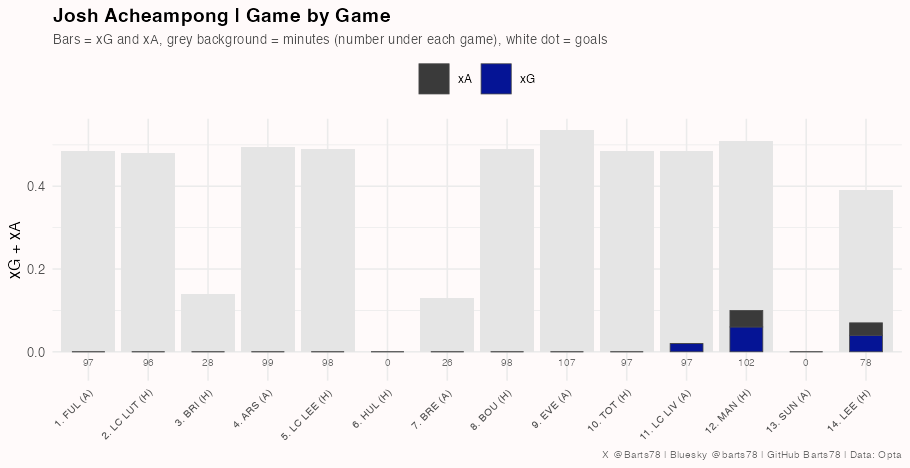 Josh Acheampong | Game by Game
Bars = xG and xA, grey background = minutes (number under each game), white dot = goals
xA xG
xG + xA
0.4
0.2
0.0
97 96 28 99 98 0 26 98 107 97 97 102 0 78
1. FUL (A)
2. LC LUT (H)
3. BRI (H)
4. ARS (A)
5. LC LEE (H)
6. HUL (H)
7. BRE (A)
8. BOU (H)
9. EVE (A)
10. TOT (H)
11. LC LIV (A)
12. MAN (H)
13. SUN (A)
14. LEE (H)
X @Barts78 | Bluesky @barts78 | GitHub Barts78 | Data: Opta